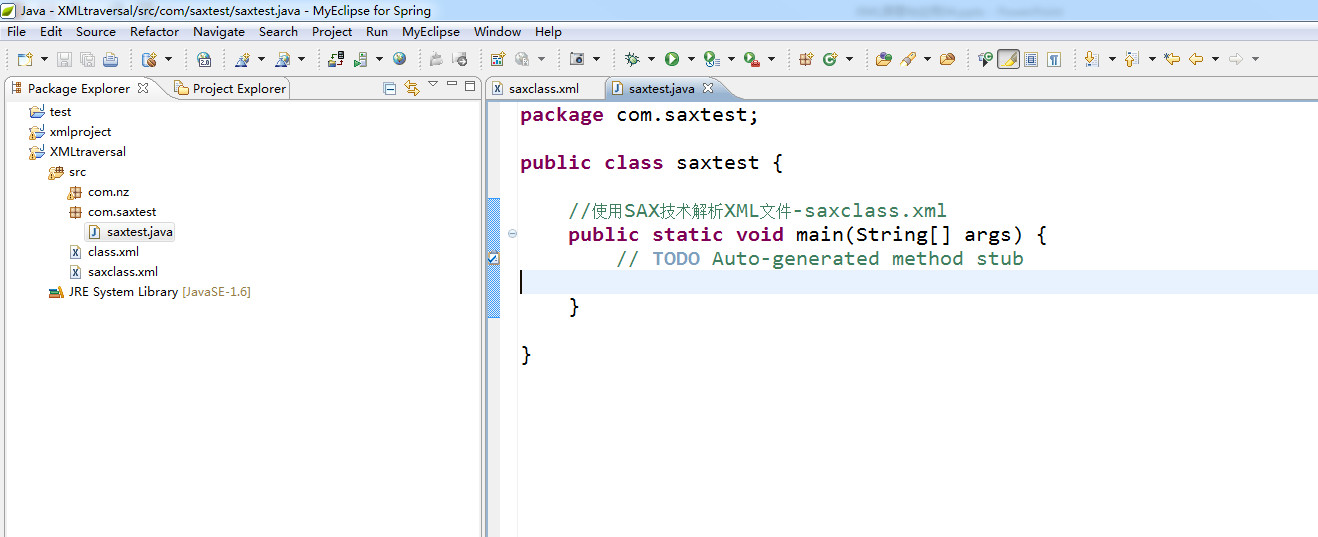 Java - XMLtraversal/src/com/saxtest/saxtest.java - MyEclipse for Spring
File Edit Source Refactor Navigate Search Project Run MyEclipse Window Help
Package Explorer Project Explorer
test
xmlproject
XMLtraversal
src
com.nz
com.saxtest
saxtest.java
class.xml
saxclass.xml
JRE System Library [JavaSE-1.6]
saxclass.xml saxtest.java
package com.saxtest;
public class saxtest {
//使用SAX技术解析XML文件-saxclass.xml
public static void main(String[] args) {
// TODO Auto-generated method stub
}
}